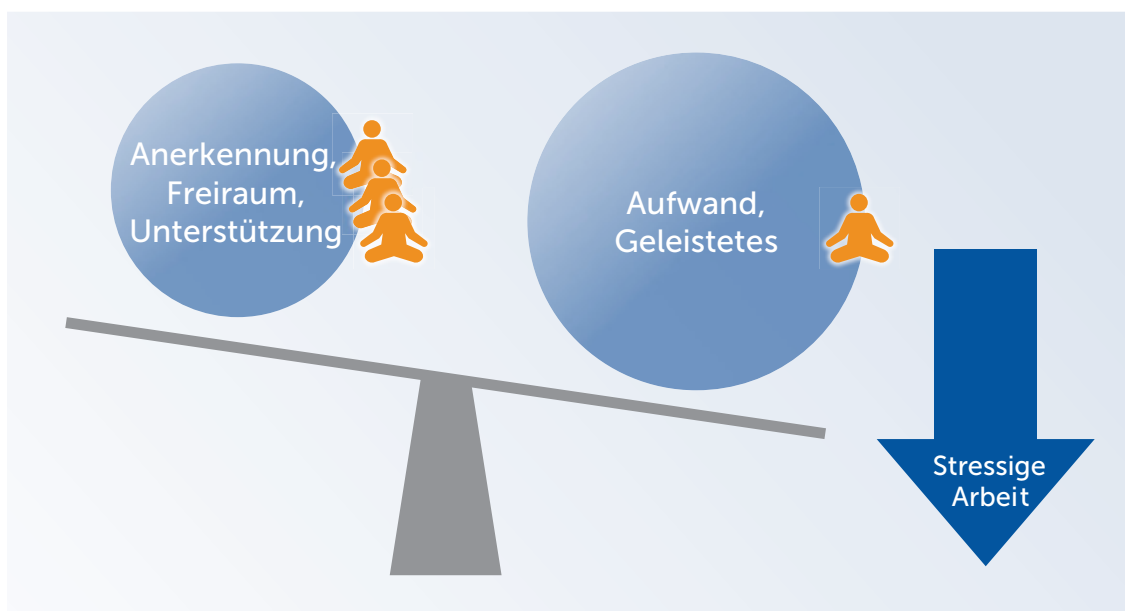 Anerkennung,
Freiraum,
Unterstützung
Aufwand,
Geleistetes
Stressige
Arbeit